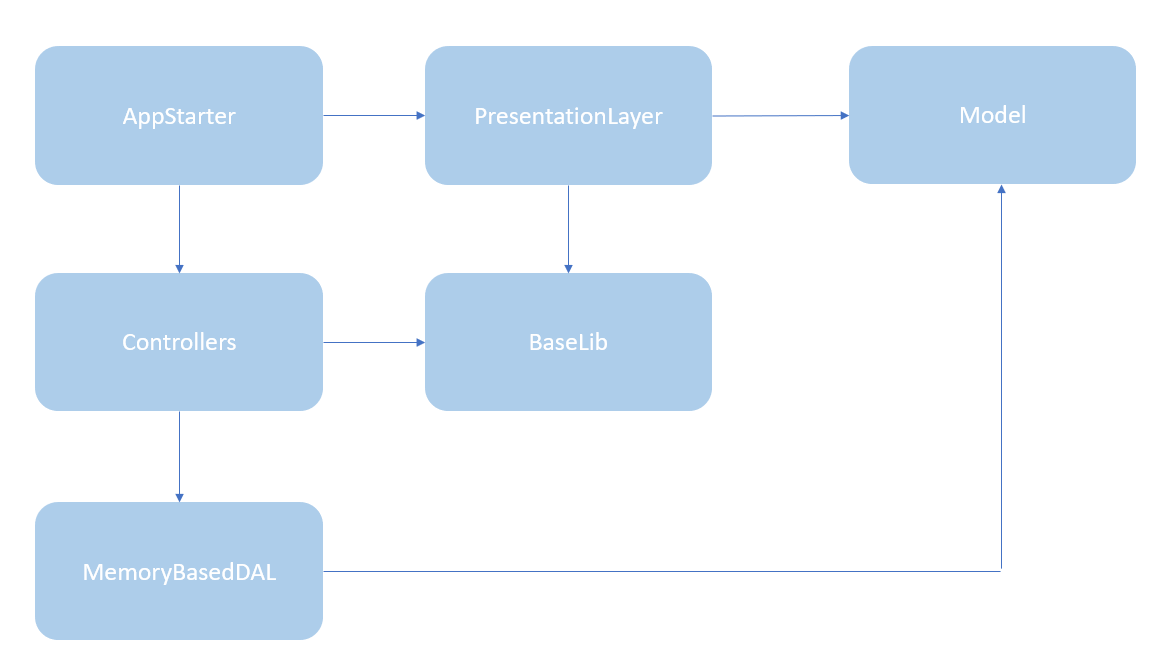 AppStarter
PresentationLayer
Model
Controllers
BaseLib
MemoryBasedDAL